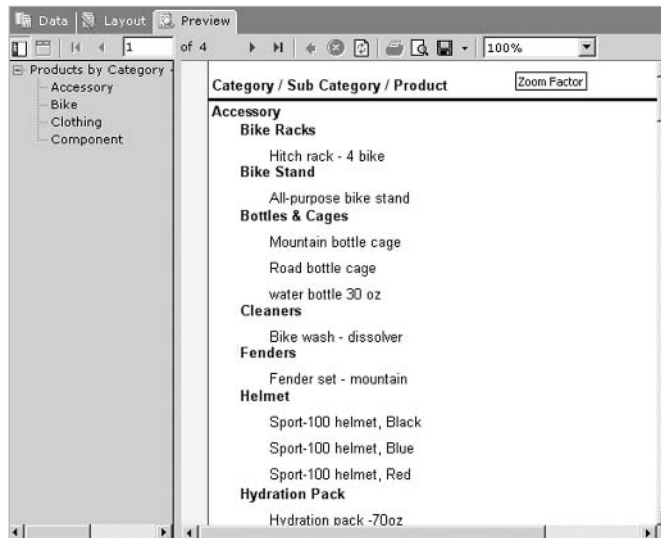 Data Layout Preview
1 of 4 100%
Products by Category
Accessory
Bike
Clothing
Component
Category / Sub Category / Product
Zoom Factor
Accessory
Bike Racks
Hitch rack - 4 bike
Bike Stand
All-purpose bike stand
Bottles & Cages
Mountain bottle cage
Road bottle cage
water bottle 30 oz
Cleaners
Bike wash - dissolver
Fenders
Fender set - mountain
Helmet
Sport-100 helmet, Black
Sport-100 helmet, Blue
Sport-100 helmet, Red
Hydration Pack
Hydration pack -70oz